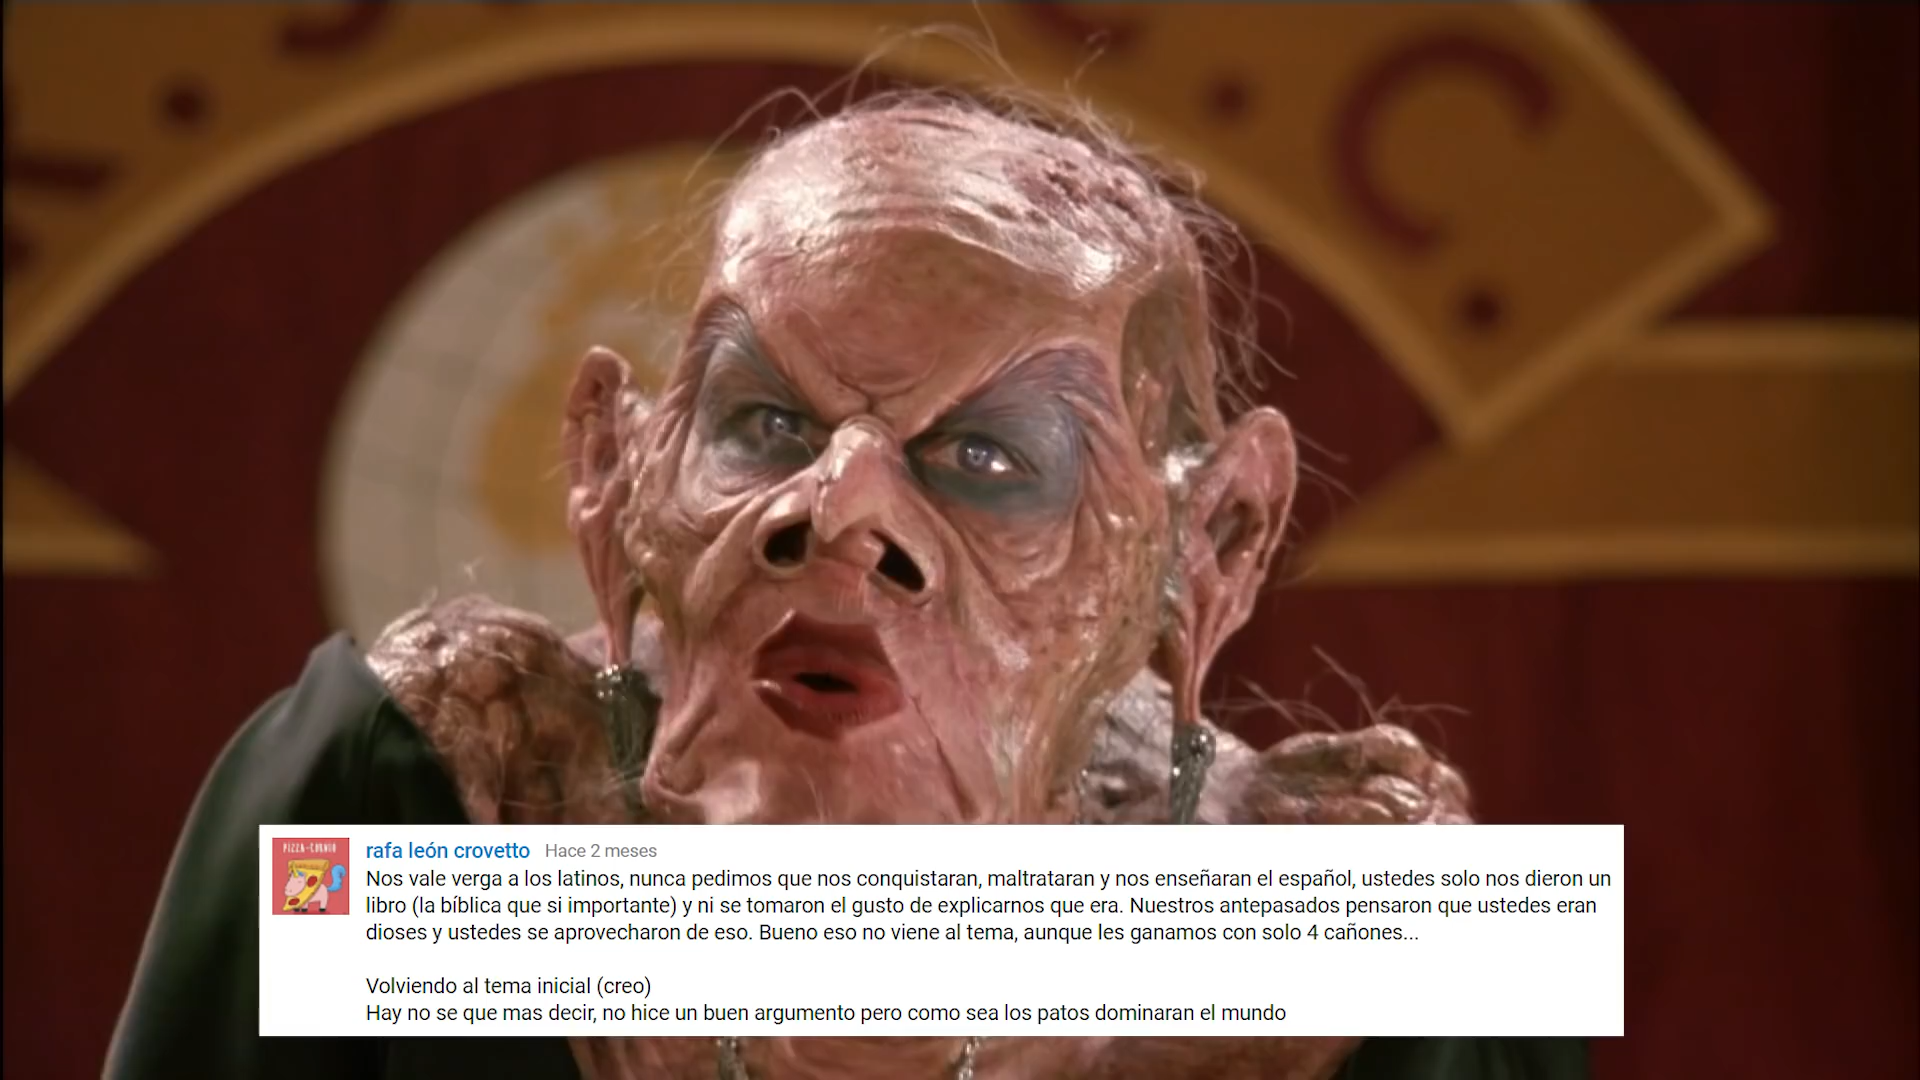 C
PIZZA-CORNIO
rafa león crovetto Hace 2 meses
Nos vale verga a los latinos, nunca pedimos que nos conquistaran, maltrataran y nos enseñaran el español, ustedes solo nos dieron un
libro (la bíblica que si importante) y ni se tomaron el gusto de explicarnos que era. Nuestros antepasados pensaron que ustedes eran
dioses y ustedes se aprovecharon de eso. Bueno eso no viene al tema, aunque les ganamos con solo 4 cañones...
Volviendo al tema inicial (creo)
Hay no se que mas decir, no hice un buen argumento pero como sea los patos dominaran el mundo